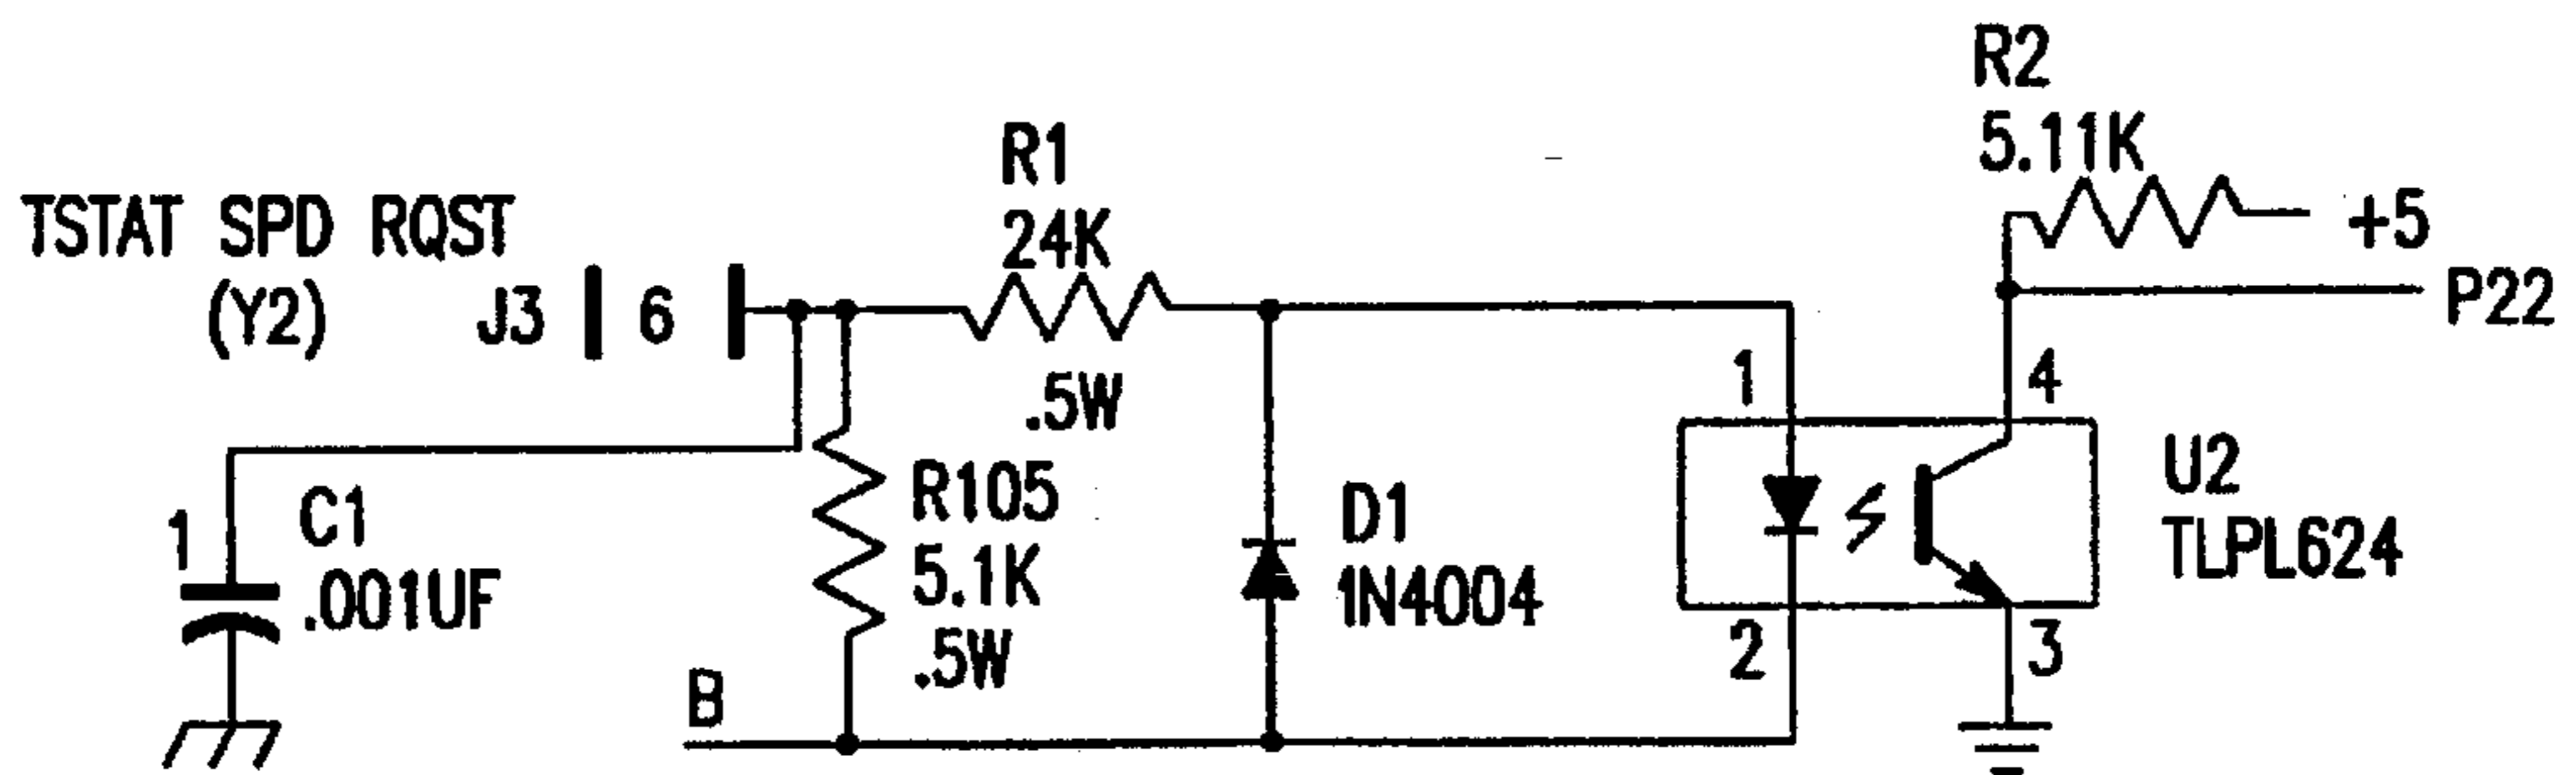 R2
5.11K
+5
P22
R1
24K
.5W
TSTAT SPD RQST
(Y2)
J3 6
1
C1
.001UF
R105
5.1K
.5W
B
D1
1N4004
1
4
2
3
U2
TLPL624